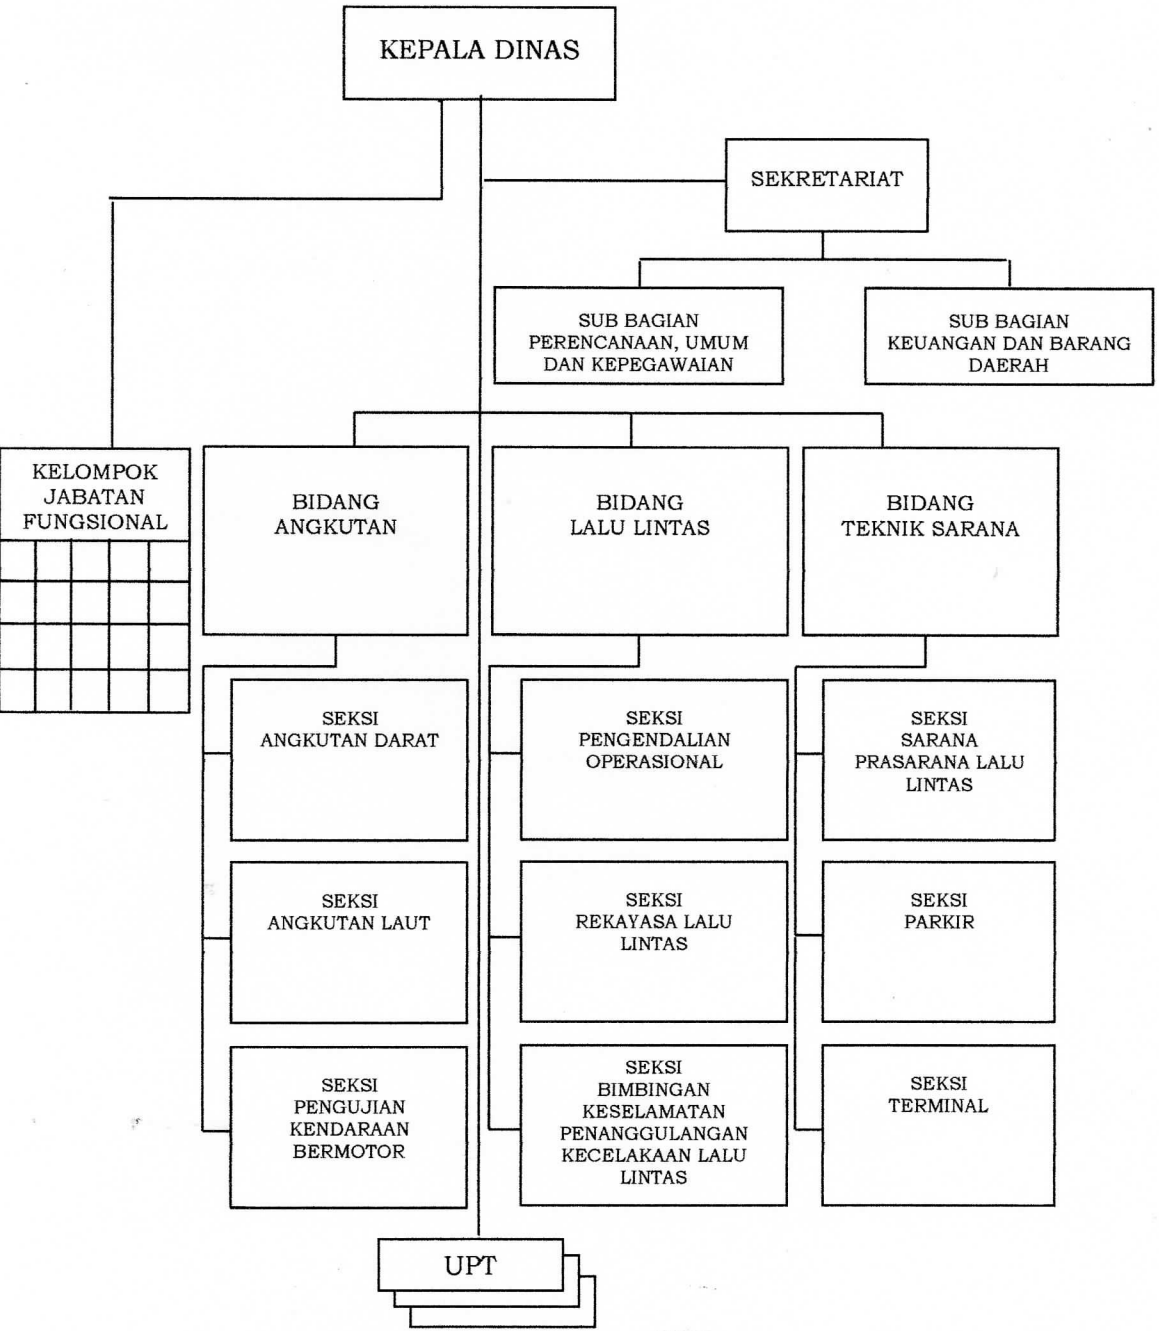 KEPALA DINAS
SEKRETARIAT
SUB BAGIAN
PERENCANAAN, UMUM
DAN KEPEGAWAIAN
SUB BAGIAN
KEUANGAN DAN BARANG
DAERAH
KELOMPOK
JABATAN
FUNGSIONAL
BIDANG
ANGKUTAN
BIDANG
LALU LINTAS
BIDANG
TEKNIK SARANA
SEKSI
ANGKUTAN DARAT
SEKSI
PENGENDALIAN
OPERASIONAL
SEKSI
SARANA
PRASARANA LALU
LINTAS
SEKSI
ANGKUTAN LAUT
SEKSI
REKAYASA LALU
LINTAS
SEKSI
PARKIR
SEKSI
PENGUJIAN
KENDARAAN
BERMOTOR
SEKSI
BIMBINGAN
KESELAMATAN
PENANGGULANGAN
KECELAKAAN LALU
LINTAS
SEKSI
TERMINAL
UPT